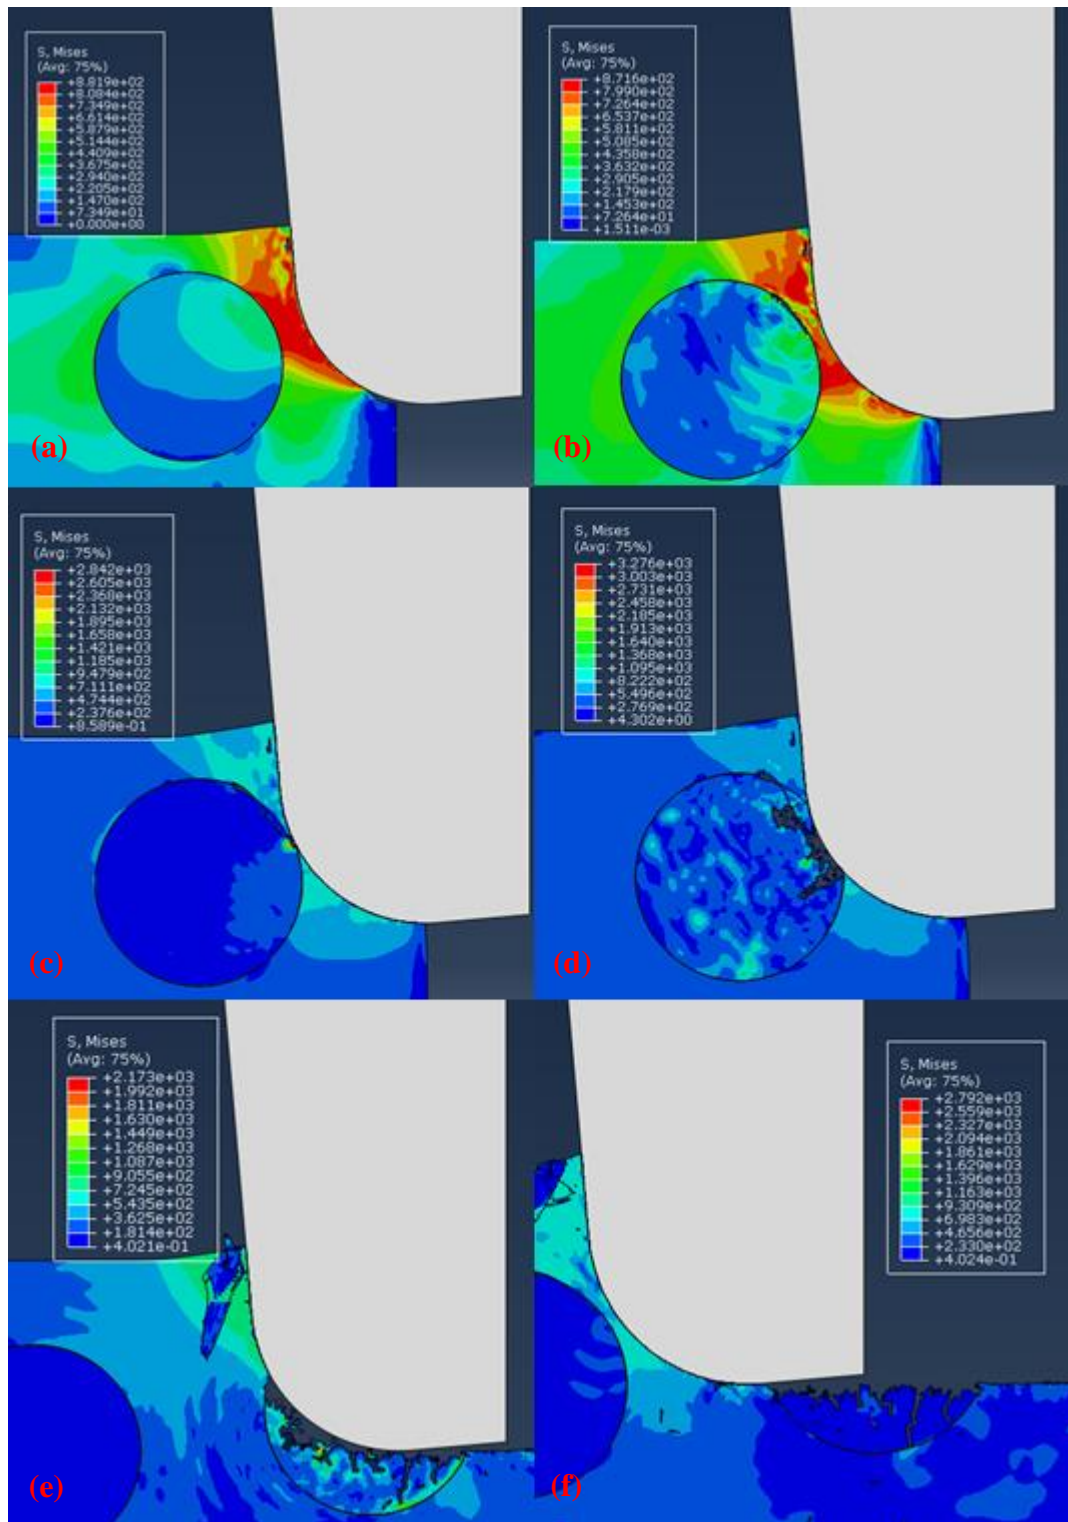 S, Mises
(Avg: 75%)
+8.819e+02
+8.084e+02
+7.349e+02
+6.614e+02
+5.879e+02
+5.144e+02
+4.409e+02
+3.675e+02
+2.940e+02
+2.205e+02
+1.470e+02
+7.349e+01
+0.000e+00
(a)
S, Mises
(Avg: 75%)
+8.716e+02
+7.990e+02
+7.264e+02
+6.537e+02
+5.811e+02
+5.085e+02
+4.358e+02
+3.632e+02
+2.905e+02
+2.179e+02
+1.453e+02
+7.264e+01
+1.511e-03
(b)
S, Mises
(Avg: 75%)
+2.842e+03
+2.605e+03
+2.368e+03
+2.132e+03
+1.895e+03
+1.658e+03
+1.421e+03
+1.185e+03
+9.479e+02
+7.111e+02
+4.744e+02
+2.376e+02
+8.589e-01
(c)
S, Mises
(Avg: 75%)
+3.276e+03
+3.003e+03
+2.731e+03
+2.458e+03
+2.185e+03
+1.913e+03
+1.640e+03
+1.368e+03
+1.095e+03
+8.222e+02
+5.496e+02
+2.769e+02
+4.302e+00
(d)
S, Mises
(Avg: 75%)
+2.173e+03
+1.992e+03
+1.811e+03
+1.630e+03
+1.449e+03
+1.268e+03
+1.087e+03
+9.055e+02
+7.245e+02
+5.435e+02
+3.625e+02
+1.814e+02
+4.021e-01
(e)
S, Mises
(Avg: 75%)
+2.792e+03
+2.559e+03
+2.327e+03
+2.094e+03
+1.861e+03
+1.629e+03
+1.396e+03
+1.163e+03
+9.309e+02
+6.983e+02
+4.656e+02
+2.330e+02
+4.024e-01
(f)